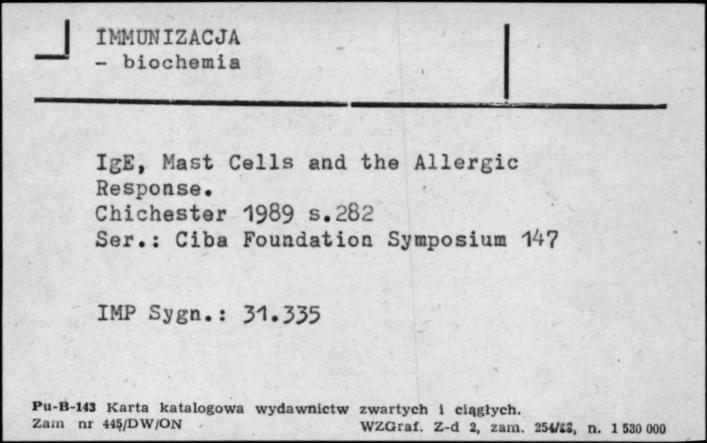 IMMUNIZACJA
- biochemia
IgE, Mast Cells and the Allergic
Response.
Chichester 1989 s.282
Ser.: Ciba Foundation Symposium 147
IMP Sygn.: 31.335
Pu-B-143 Karta katalogowa wydawnictw zwartych i ciągłych.
Zam nr 445/DW/ON WZGraf. Z-d 2, zam. n. 1 530 000